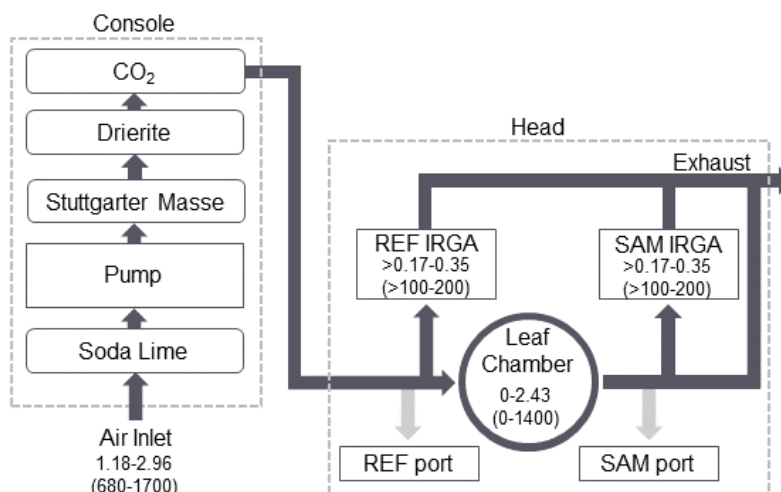 Console
CO₂
Drierite
Stuttgarter Masse
Pump
Soda Lime
Air Inlet
1.18-2.96
(680-1700)
Head
Exhaust
REF IRGA
>0.17-0.35
(>100-200)
SAM IRGA
>0.17-0.35
(>100-200)
Leaf
Chamber
0-2.43
(0-1400)
REF port
SAM port